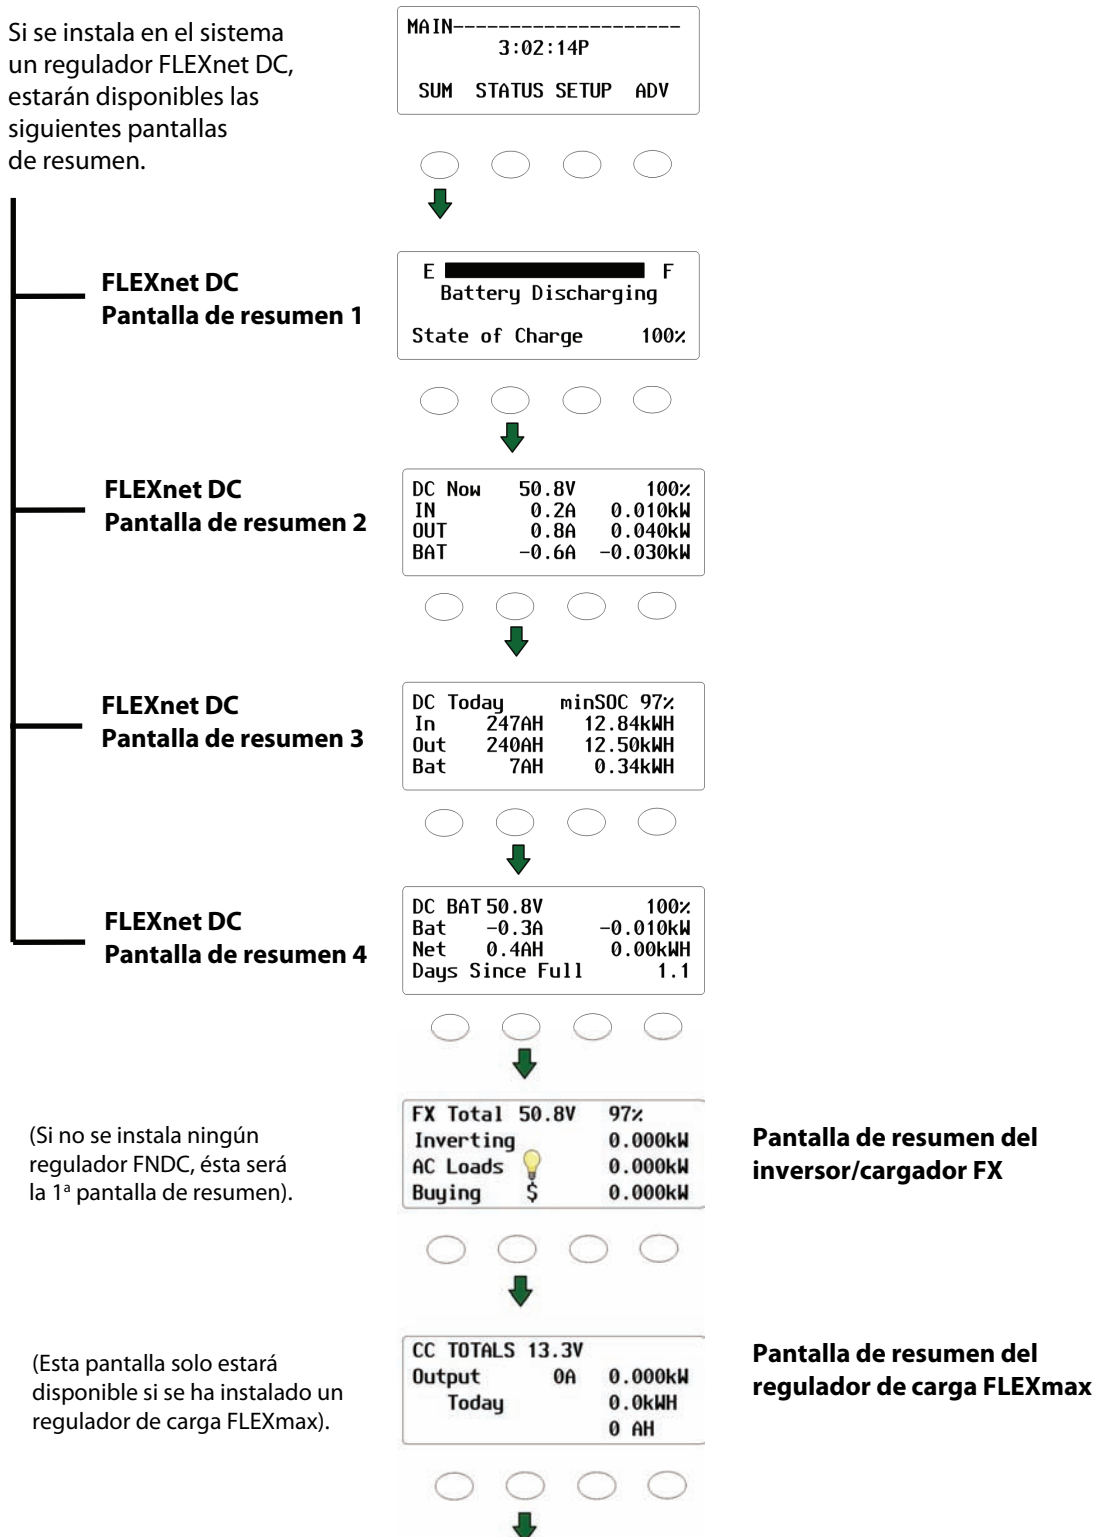 Si se instala en el sistema
un regulador FLEXnet DC,
estarán disponibles las
siguientes pantallas
de resumen.
MAIN--------------------
3:02:14P
SUM STATUS SETUP ADV
FLEXnet DC
Pantalla de resumen 1
E F
Battery Discharging
State of Charge 100%
FLEXnet DC
Pantalla de resumen 2
DC Now 50.8V 100%
IN 0.2A 0.010kW
OUT 0.8A 0.040kW
BAT -0.6A -0.030kW
FLEXnet DC
Pantalla de resumen 3
DC Today minSOC 97%
In 247AH 12.84kWH
Out 240AH 12.50kWH
Bat 7AH 0.34kWH
FLEXnet DC
Pantalla de resumen 4
DC BAT 50.8V 100%
Bat -0.3A -0.010kW
Net 0.4AH 0.00kWH
Days Since Full 1.1
(Si no se instala ningún
regulador FNDC, ésta será
la 1ª pantalla de resumen).
FX Total 50.8V 97%
Inverting 0.000kW
AC Loads 0.000kW
Buying $ 0.000kW
Pantalla de resumen del
inversor/cargador FX
(Esta pantalla solo estará
disponible si se ha instalado un
regulador de carga FLEXmax).
CC TOTALS 13.3V
Output 0A 0.000kW
Today 0.0kWH
0 AH
Pantalla de resumen del
regulador de carga FLEXmax